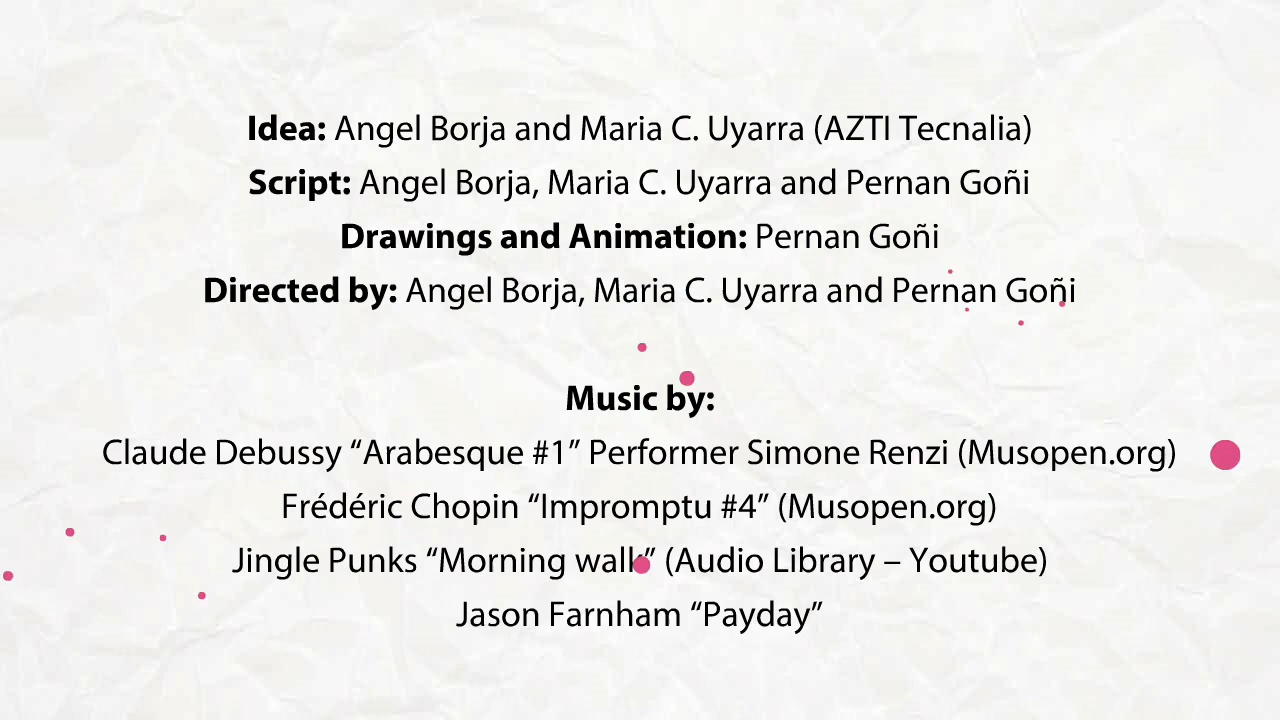 Idea: Angel Borja and Maria C. Uyarra (AZTI Tecnalia)
Script: Angel Borja, Maria C. Uyarra and Pernan Goñi
Drawings and Animation: Pernan Goñi
Directed by: Angel Borja, Maria C. Uyarra and Pernan Goñi
Music by:
Claude Debussy “Arabesque #1” Performer Simone Renzi (Musopen.org)
Frédéric Chopin “Impromptu #4” (Musopen.org)
Jingle Punks “Morning walk” (Audio Library – Youtube)
Jason Farnham “Payday”